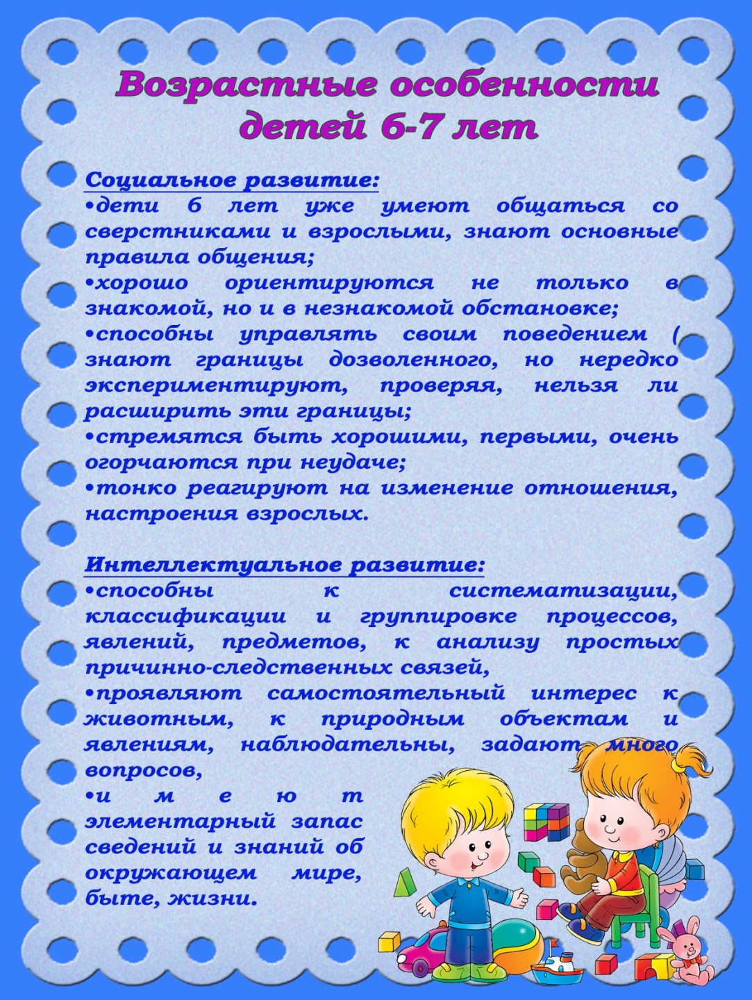 Возрастные особенности
детей 6-7 лет
Социальное развитие:
•дети 6 лет уже умеют общаться со
сверстниками и взрослыми, знают основные
правила общения;
•хорошо ориентируются не только в
знакомой, но и в незнакомой обстановке;
•способны управлять своим поведением (
знают границы дозволенного, но нередко
экспериментируют, проверяя, нельзя ли
расширить эти границы;
•стремятся быть хорошими, первыми, очень
огорчаются при неудаче;
•тонко реагируют на изменение отношения,
настроения взрослых.
Интеллектуальное развитие:
•способны к систематизации,
классификации и группировке процессов,
явлений, предметов, к анализу простых
причинно-следственных связей,
•проявляют самостоятельный интерес к
животным, к природным объектам и
явлениям, наблюдательны, задают много
вопросов,
•и м е ю т
элементарный запас
сведений и знаний об
окружающем мире,
быте, жизни.